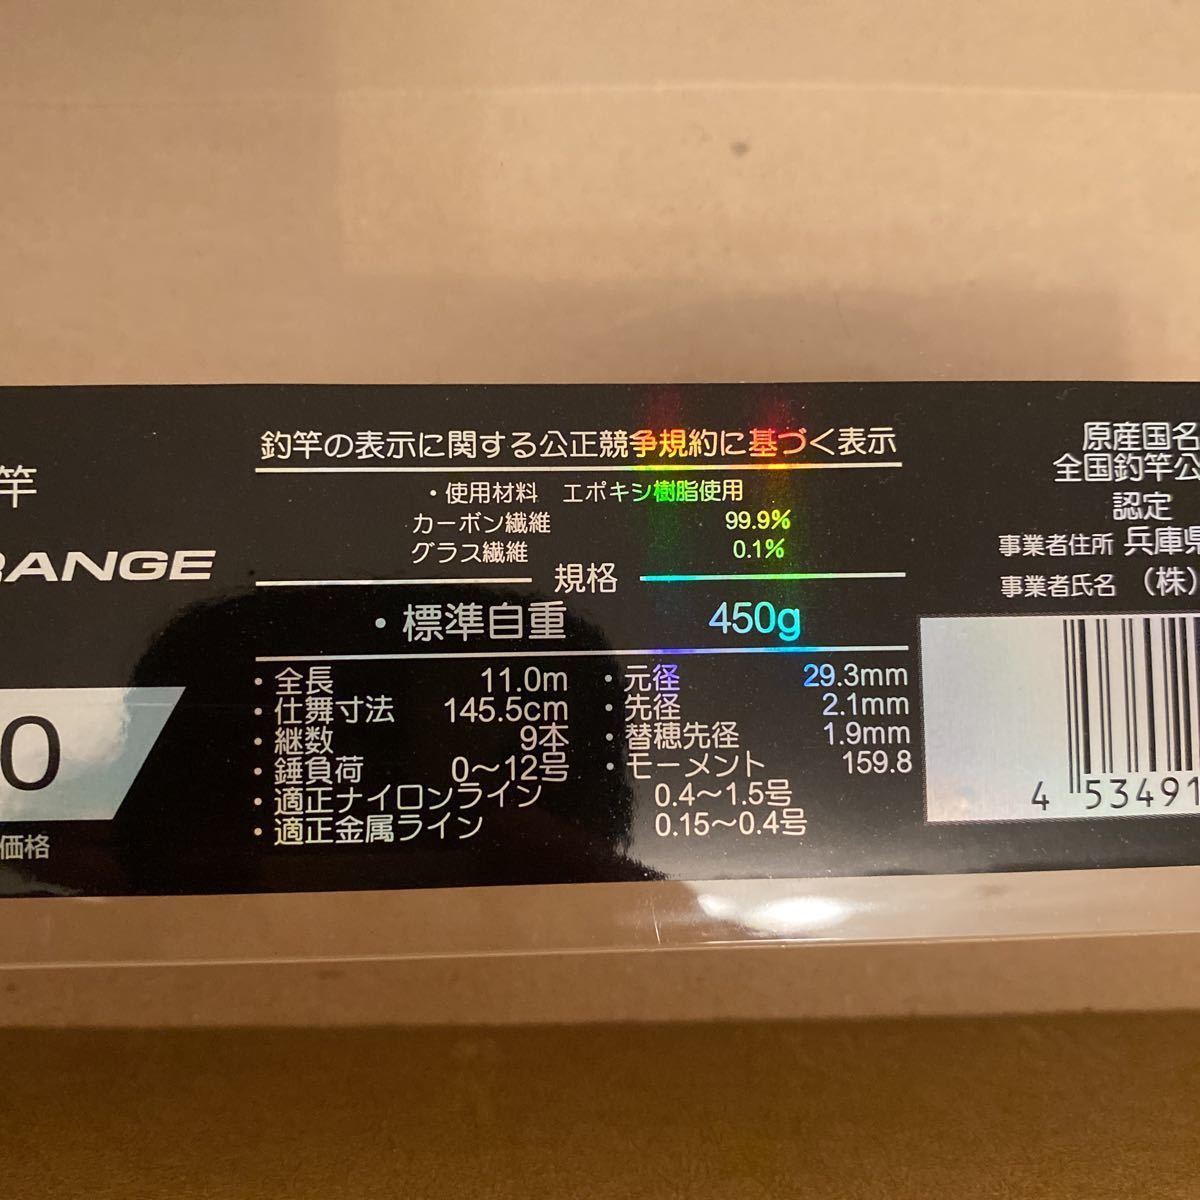 竿
RANGE
0
価格
釣竿の表示に関する公正競争規約に基づく表示
・使用材料 エポキシ樹脂使用
カーボン繊維 99.9%
グラス繊維 0.1%
規格
・標準自重 450g
・全長 11.0m
・仕舞寸法 145.5cm
・継数 9本
・錘負荷 0〜12号
・適正ナイロンライン 0.4〜1.5号
・適正金属ライン 0.15〜0.4号
・元径 29.3mm
・先径 2.1mm
・替穂先径 1.9mm
・モーメント 159.8
原産国名
全国釣竿公
認定
事業者住所 兵庫県
事業者氏名 (株)
4 53491